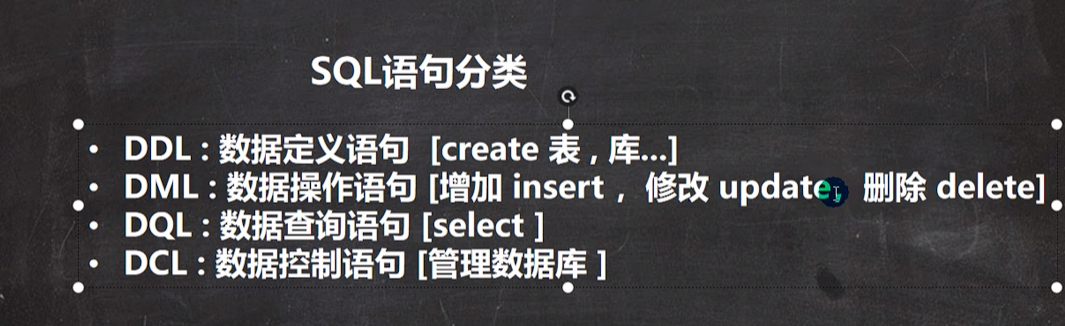 SQL语句分类
• DDL : 数据定义语句 [create 表 , 库...]
• DML : 数据操作语句 [增加 insert , 修改 update, 删除 delete]
• DQL : 数据查询语句 [select ]
• DCL : 数据控制语句 [管理数据库 ]